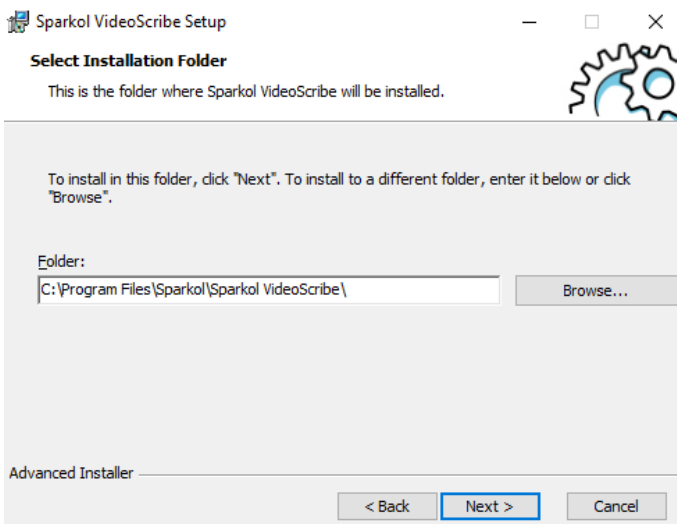 Sparkol VideoScribe Setup
Select Installation Folder
This is the folder where Sparkol VideoScribe will be installed.
To install in this folder, click "Next". To install to a different folder, enter it below or click
"Browse".
Folder:
C:\Program Files\Sparkol\Sparkol VideoScribe\
Browse...
Advanced Installer
< Back
Next >
Cancel